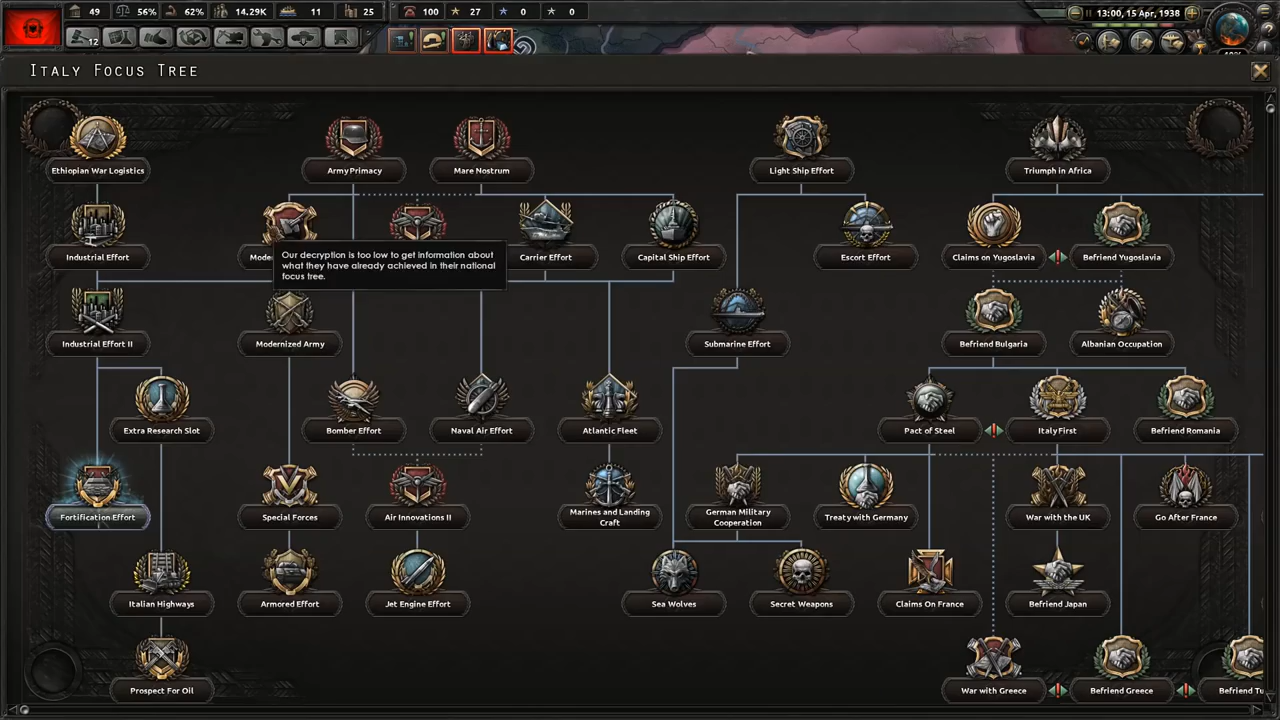 49 56% 62% 14.29K 11 25 100 27 0 0 13:00, 15 Apr, 1938
12
Italy Focus Tree
Ethiopian War Logistics Army Primacy Mare Nostrum Light Ship Effort Triumph in Africa
Industrial Effort Mode Carrier Effort Capital Ship Effort Escort Effort Claims on Yugoslavia Befriend Yugoslavia
Our decryption is too low to get information about
what they have already achieved in their national
focus tree.
Industrial Effort II Modernized Army Submarine Effort Befriend Bulgaria Albanian Occupation
Extra Research Slot Bomber Effort Naval Air Effort Atlantic Fleet Pact of Steel Italy First Befriend Romania
Fortification Effort Special Forces Air Innovations II Marines and Landing Craft German Military Cooperation Treaty with Germany War with the UK Go After France
Italian Highways Armored Effort Jet Engine Effort Sea Wolves Secret Weapons Claims On France Befriend Japan
Prospect For Oil War with Greece Befriend Greece Befriend Tu